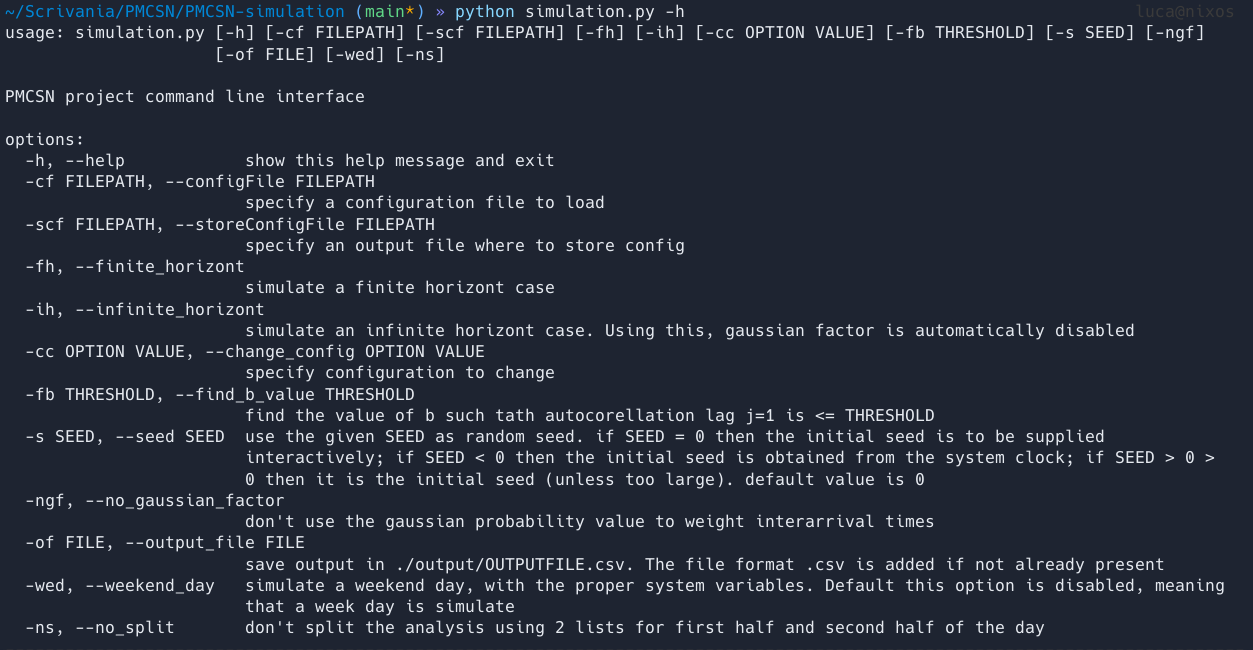 ~/Scrivania/PMCSN/PMCSN-simulation (main*) » python simulation.py -h luca@nixos
usage: simulation.py [-h] [-cf FILEPATH] [-scf FILEPATH] [-fh] [-ih] [-cc OPTION VALUE] [-fb THRESHOLD] [-s SEED] [-ngf]
[-of FILE] [-wed] [-ns]
PMCSN project command line interface
options:
-h, --help show this help message and exit
-cf FILEPATH, --configFile FILEPATH
specify a configuration file to load
-scf FILEPATH, --storeConfigFile FILEPATH
specify an output file where to store config
-fh, --finite_horizont
simulate a finite horizont case
-ih, --infinite_horizont
simulate an infinite horizont case. Using this, gaussian factor is automatically disabled
-cc OPTION VALUE, --change_config OPTION VALUE
specify configuration to change
-fb THRESHOLD, --find_b_value THRESHOLD
find the value of b such tath autocorellation lag j=1 is <= THRESHOLD
-s SEED, --seed SEED use the given SEED as random seed. if SEED = 0 then the initial seed is to be supplied
interactively; if SEED < 0 then the initial seed is obtained from the system clock; if SEED > 0 >
0 then it is the initial seed (unless too large). default value is 0
-ngf, --no_gaussian_factor
don't use the gaussian probability value to weight interarrival times
-of FILE, --output_file FILE
save output in ./output/OUTPUTFILE.csv. The file format .csv is added if not already present
-wed, --weekend_day simulate a weekend day, with the proper system variables. Default this option is disabled, meaning
that a week day is simulate
-ns, --no_split don't split the analysis using 2 lists for first half and second half of the day